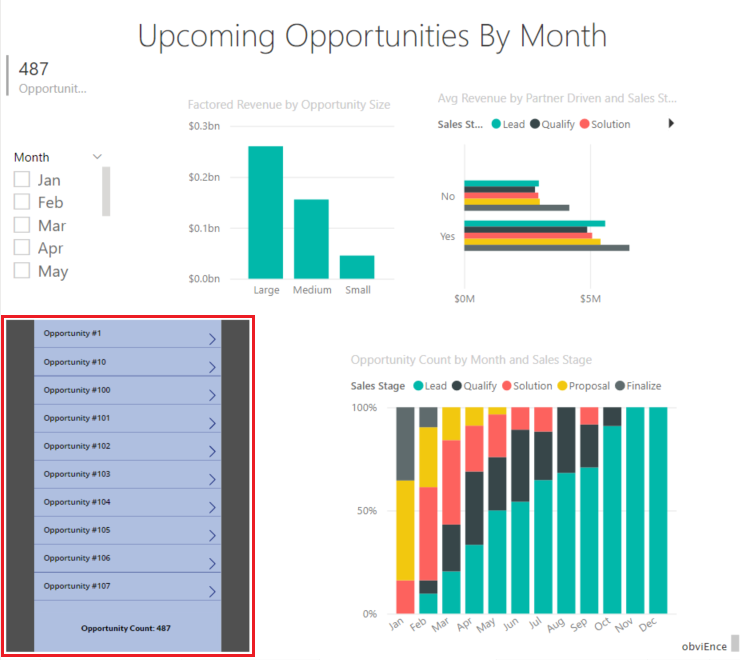 Upcoming Opportunities By Month
487
Opportunit...
Month
Jan
Feb
Mar
Apr
May
Factored Revenue by Opportunity Size
$0.3bn
$0.2bn
$0.1bn
$0.0bn
Large Medium Small
Avg Revenue by Partner Driven and Sales St...
Sales St... Lead Qualify Solution
No
Yes
$0M $5M
Opportunity #1
Opportunity #10
Opportunity #100
Opportunity #101
Opportunity #102
Opportunity #103
Opportunity #104
Opportunity #105
Opportunity #106
Opportunity #107
Opportunity Count: 487
Opportunity Count by Month and Sales Stage
Sales Stage Lead Qualify Solution Proposal Finalize
100%
50%
0%
Jan Feb Mar Apr May Jun Jul Aug Sep Oct Nov Dec
obviEnce